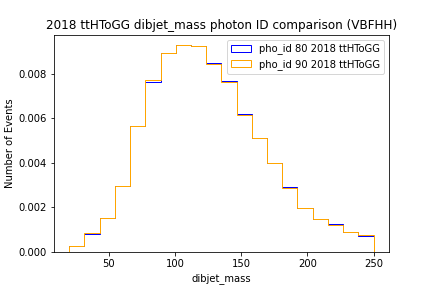 2018 ttHToGG dibjet_mass photon ID comparison (VBFHH)
pho_id 80 2018 ttHToGG
pho_id 90 2018 ttHToGG
Number of Events
0.008
0.006
0.004
0.002
0.000
50 100 150 200 250
dibjet_mass